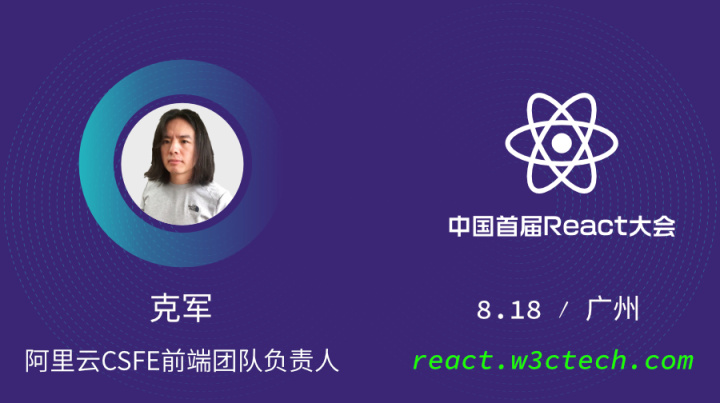 克军
阿里云CSFE前端团队负责人
中国首届React大会
8.18 / 广州
react.w3ctech.com